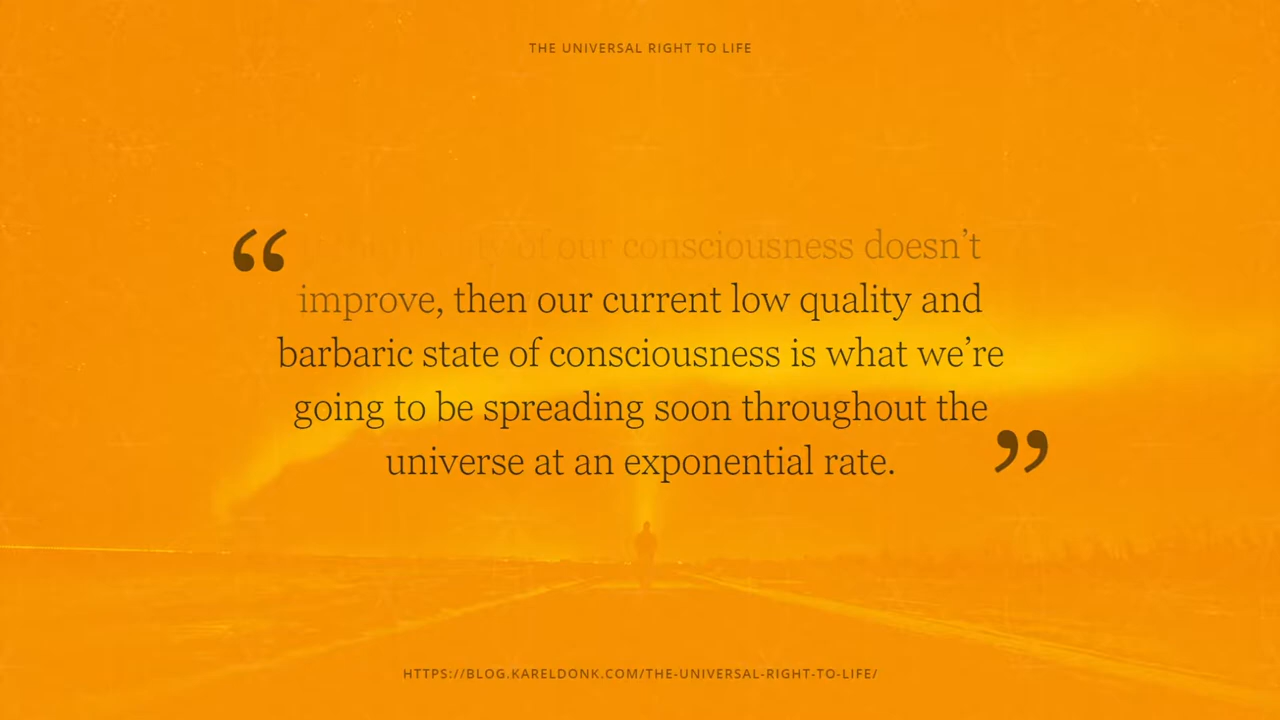 THE UNIVERSAL RIGHT TO LIFE
“ of our consciousness doesn’t
improve, then our current low quality and
barbaric state of consciousness is what we’re
going to be spreading soon throughout the
universe at an exponential rate. ”
HTTPS://BLOG.KARELDONK.COM/THE-UNIVERSAL-RIGHT-TO-LIFE/